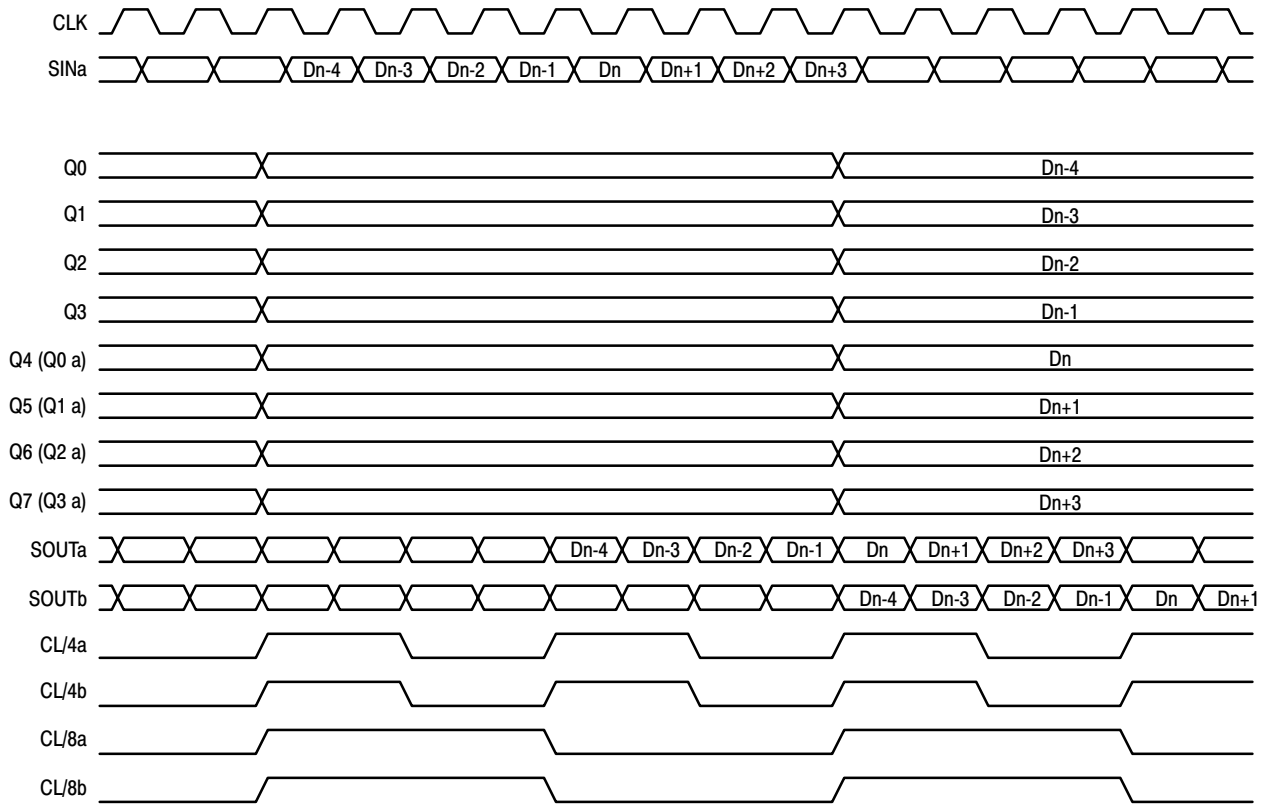 CLK
SINa Dn-4 Dn-3 Dn-2 Dn-1 Dn Dn+1 Dn+2 Dn+3
Q0 Dn-4
Q1 Dn-3
Q2 Dn-2
Q3 Dn-1
Q4 (Q0 a) Dn
Q5 (Q1 a) Dn+1
Q6 (Q2 a) Dn+2
Q7 (Q3 a) Dn+3
SOUTa Dn-4 Dn-3 Dn-2 Dn-1 Dn Dn+1 Dn+2 Dn+3
SOUTb Dn-4 Dn-3 Dn-2 Dn-1 Dn Dn+1
CL/4a
CL/4b
CL/8a
CL/8b